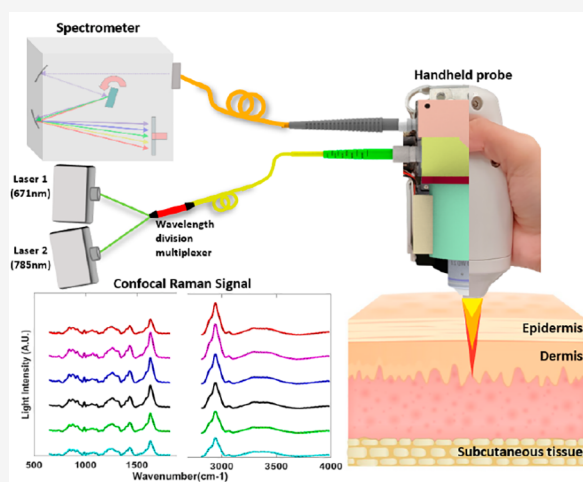 Spectrometer
Handheld probe
Laser 1
(671nm)
Laser 2
(785nm)
Wavelength
division
multiplexer
Confocal Raman Signal
Light Intensity (A.U.)
500
1000
1500
3000
3500
4000
Wavenumber(cm-1)
Epidermis
Dermis
Subcutaneous tissue